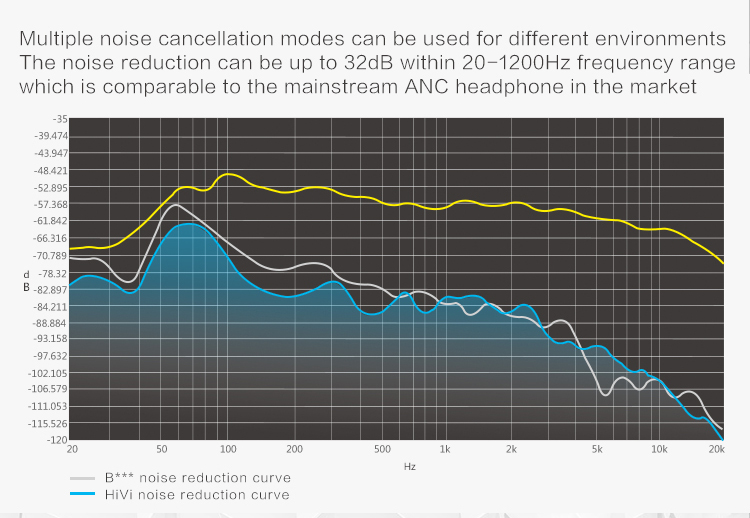 Multiple noise cancellation modes can be used for different environments
The noise reduction can be up to 32dB within 20-1200Hz frequency range
which is comparable to the mainstream ANC headphone in the market
-35
-39.474
-43.947
-48.421
-52.895
-57.368
-61.842
-66.316
-70.789
-78.32
-82.897
-84.211
-88.884
-93.158
-97.632
-102.105
-106.579
-111.053
-115.526
-120
d
B
20 50 100 200 500 1k 2k 5k 10k 20k
Hz
B*** noise reduction curve
HiVi noise reduction curve